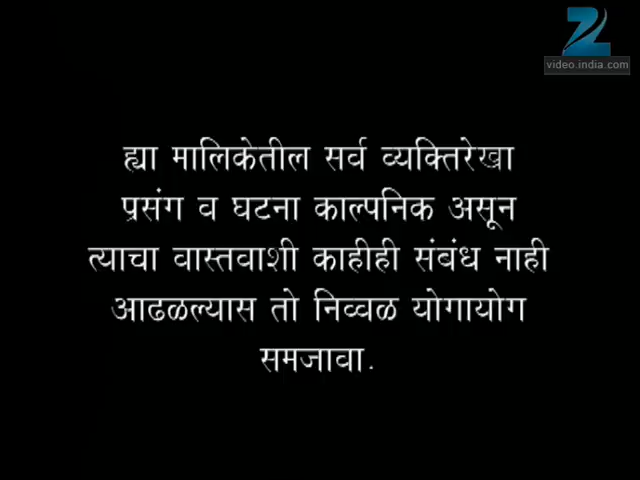 Z
video.india.com
ह्या मालिकेतील सर्व व्यक्तिरेखा
प्रसंग व घटना काल्पनिक असून
त्याचा वास्तवाशी काहीही संबंध नाही
आढळल्यास तो निव्वळ योगायोग
समजावा.